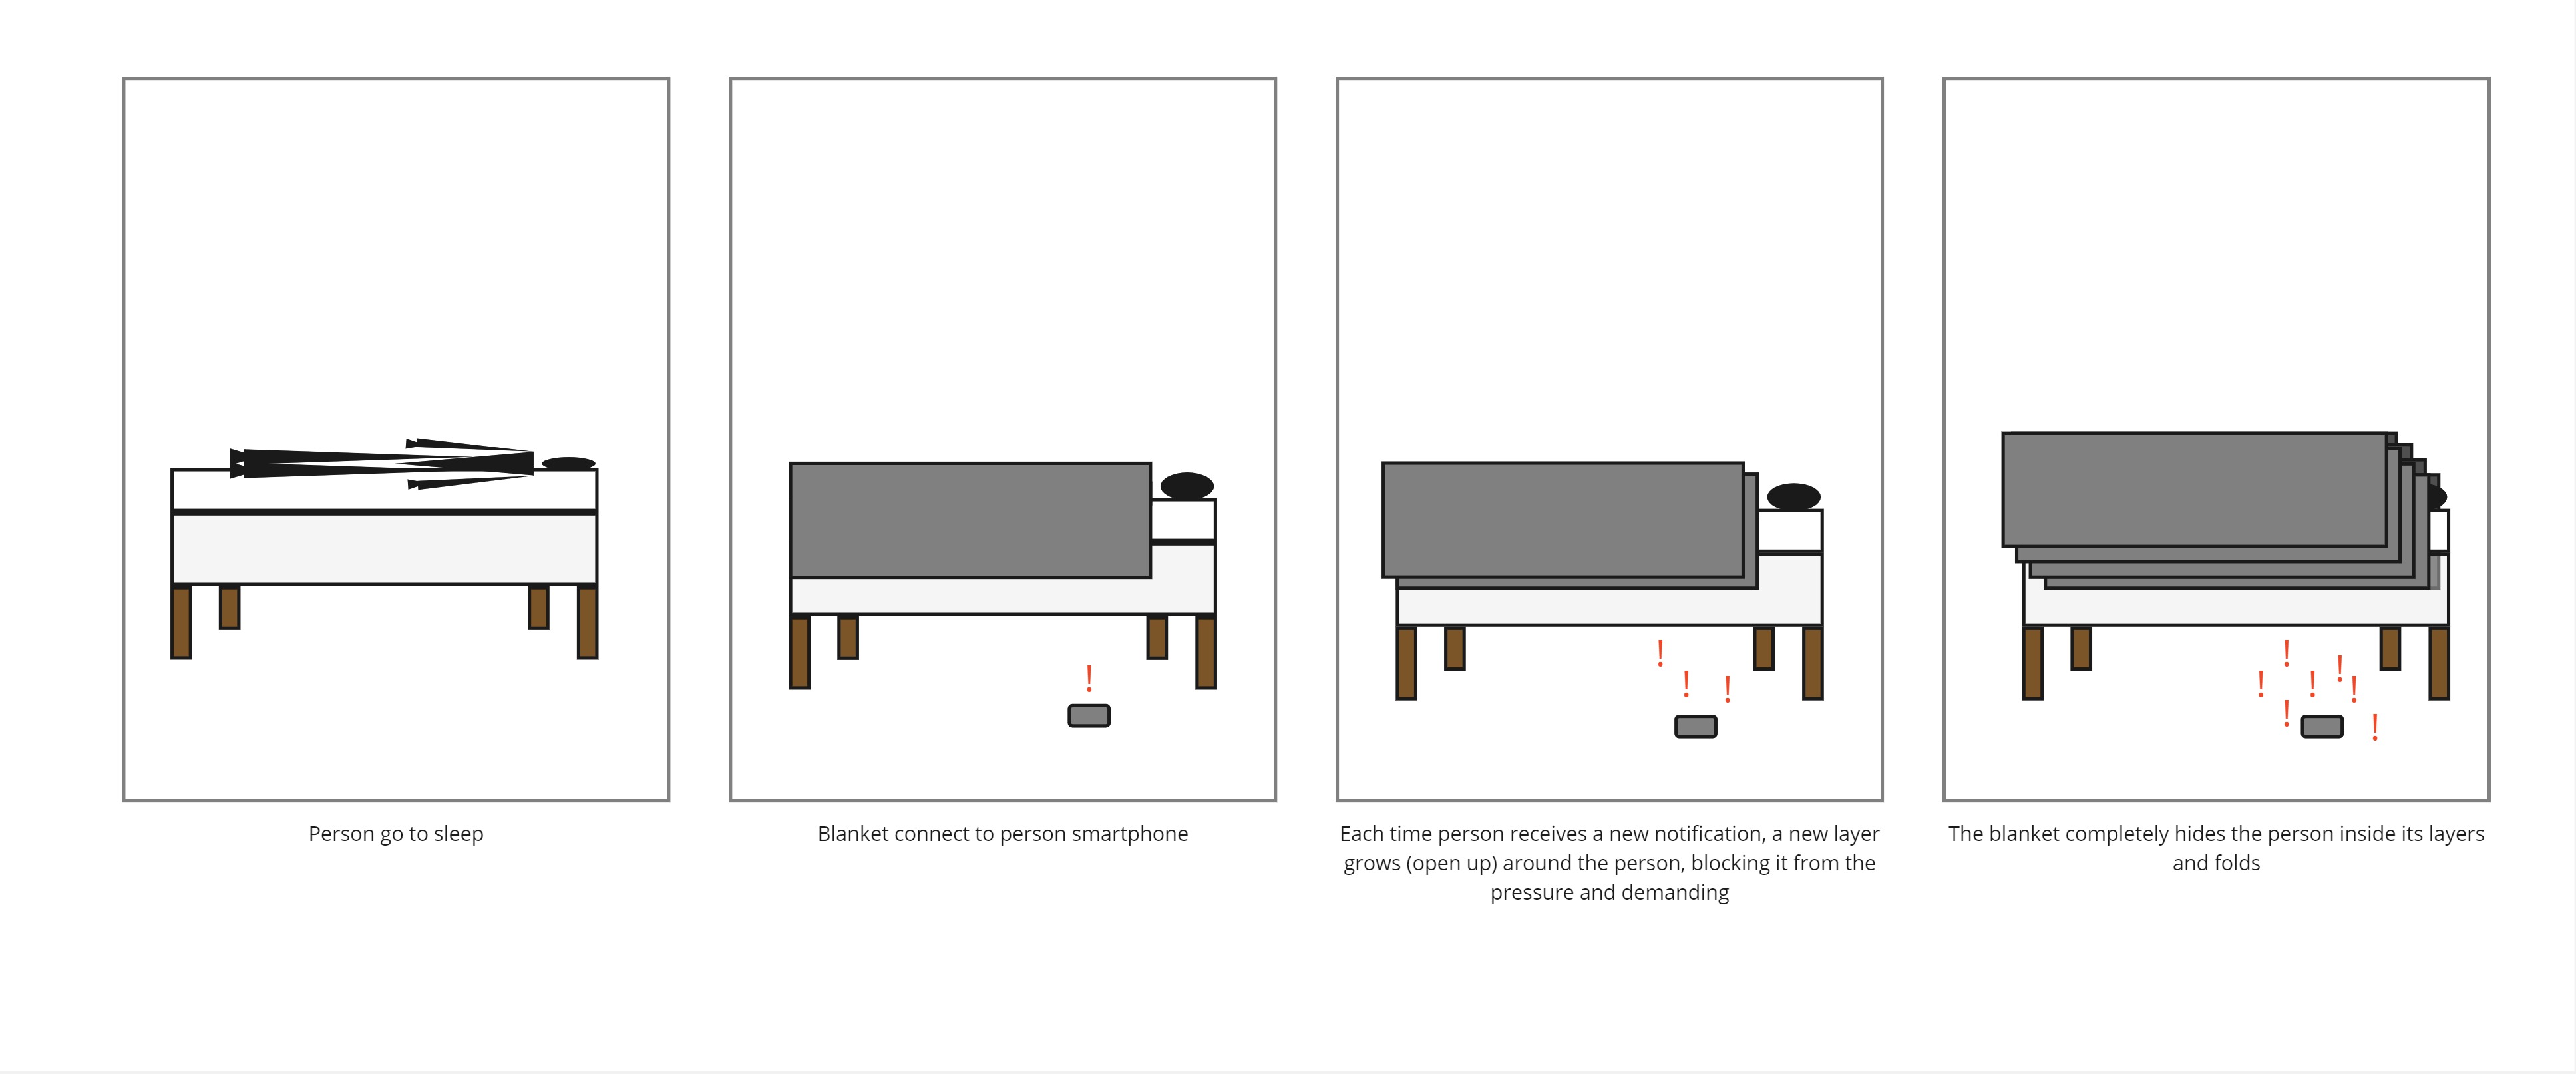 Person go to sleep
Blanket connect to person smartphone
Each time person receives a new notification, a new layer
grows (open up) around the person, blocking it from the
pressure and demanding
The blanket completely hides the person inside its layers
and folds
!
! ! !
! ! ! ! ! ! !